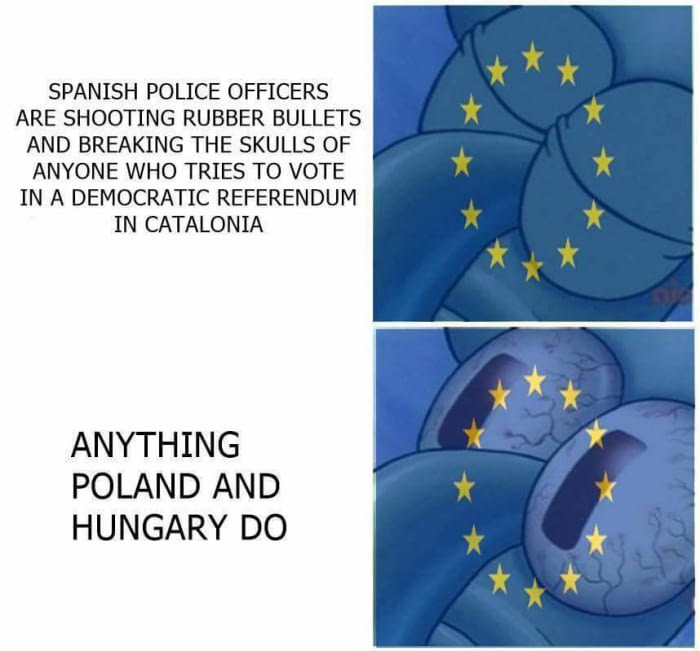 SPANISH POLICE OFFICERS
ARE SHOOTING RUBBER BULLETS
AND BREAKING THE SKULLS OF
ANYONE WHO TRIES TO VOTE
IN A DEMOCRATIC REFERENDUM
IN CATALONIA
ANYTHING
POLAND AND
HUNGARY DO